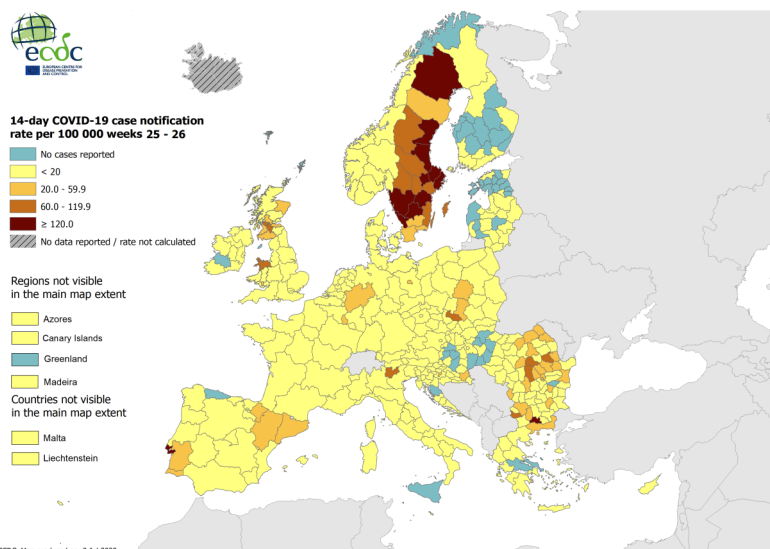 ecdc
EUROPEAN CENTRE FOR
DISEASE PREVENTION
AND CONTROL
14-day COVID-19 case notification
rate per 100 000 weeks 25 - 26
No cases reported
< 20
20.0 - 59.9
60.0 - 119.9
≥ 120.0
No data reported / rate not calculated
Regions not visible
in the main map extent
Azores
Canary Islands
Greenland
Madeira
Countries not visible
in the main map extent
Malta
Liechtenstein